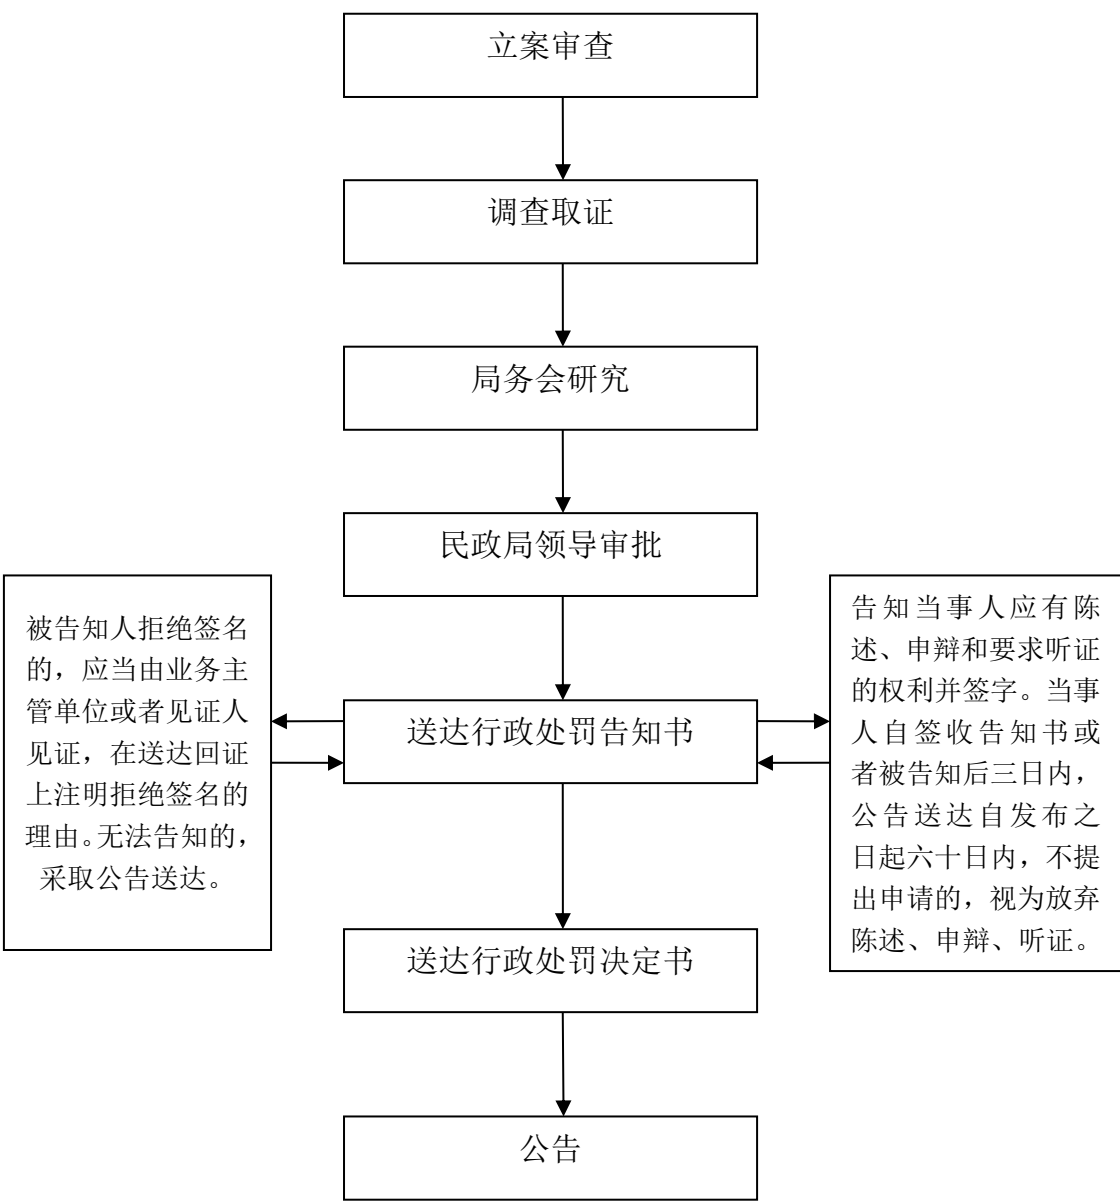 立案审查
调查取证
局务会研究
民政局领导审批
被告知人拒绝签名
的，应当由业务主
管单位或者见证人
见证，在送达回证
上注明拒绝签名的
理由。无法告知的，
采取公告送达。
送达行政处罚告知书
告知当事人应有陈
述、申辩和要求听证
的权利并签字。当事
人自签收告知书或
者被告知后三日内，
公告送达自发布之
日起六十日内，不提
出申请的，视为放弃
陈述、申辩、听证。
送达行政处罚决定书
公告